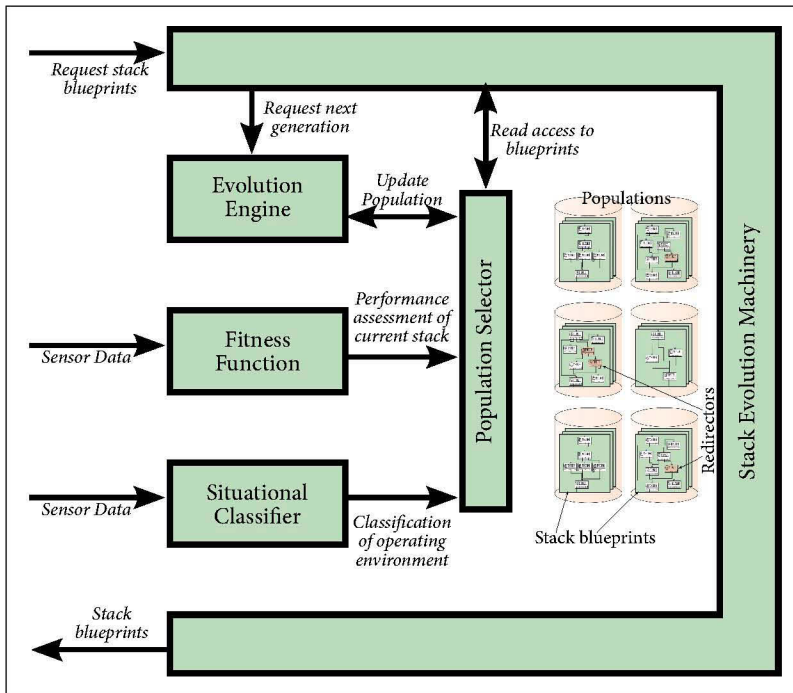 Request stack
blueprints
Request next
generation
Read access to
blueprints
Evolution
Engine
Update
Population
Populations
Performance
assessment of
current stack
Sensor Data
Fitness
Function
Population Selector
Redirectors
Stack Evolution Machinery
Sensor Data
Situational
Classifier
Classification
of operating
environment
Stack blueprints
Stack
blueprints